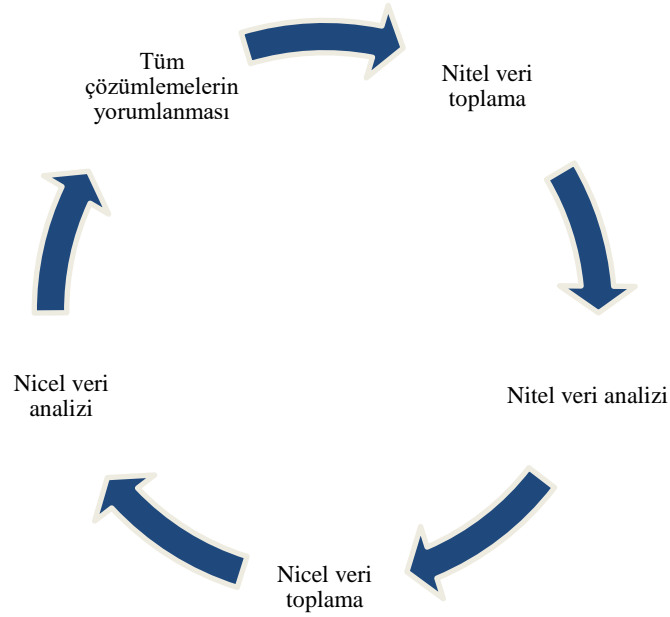 Tüm
çözümlemelerin
yorumlanması
Nitel veri
toplama
Nitel veri analizi
Nicel veri
toplama
Nicel veri
analizi